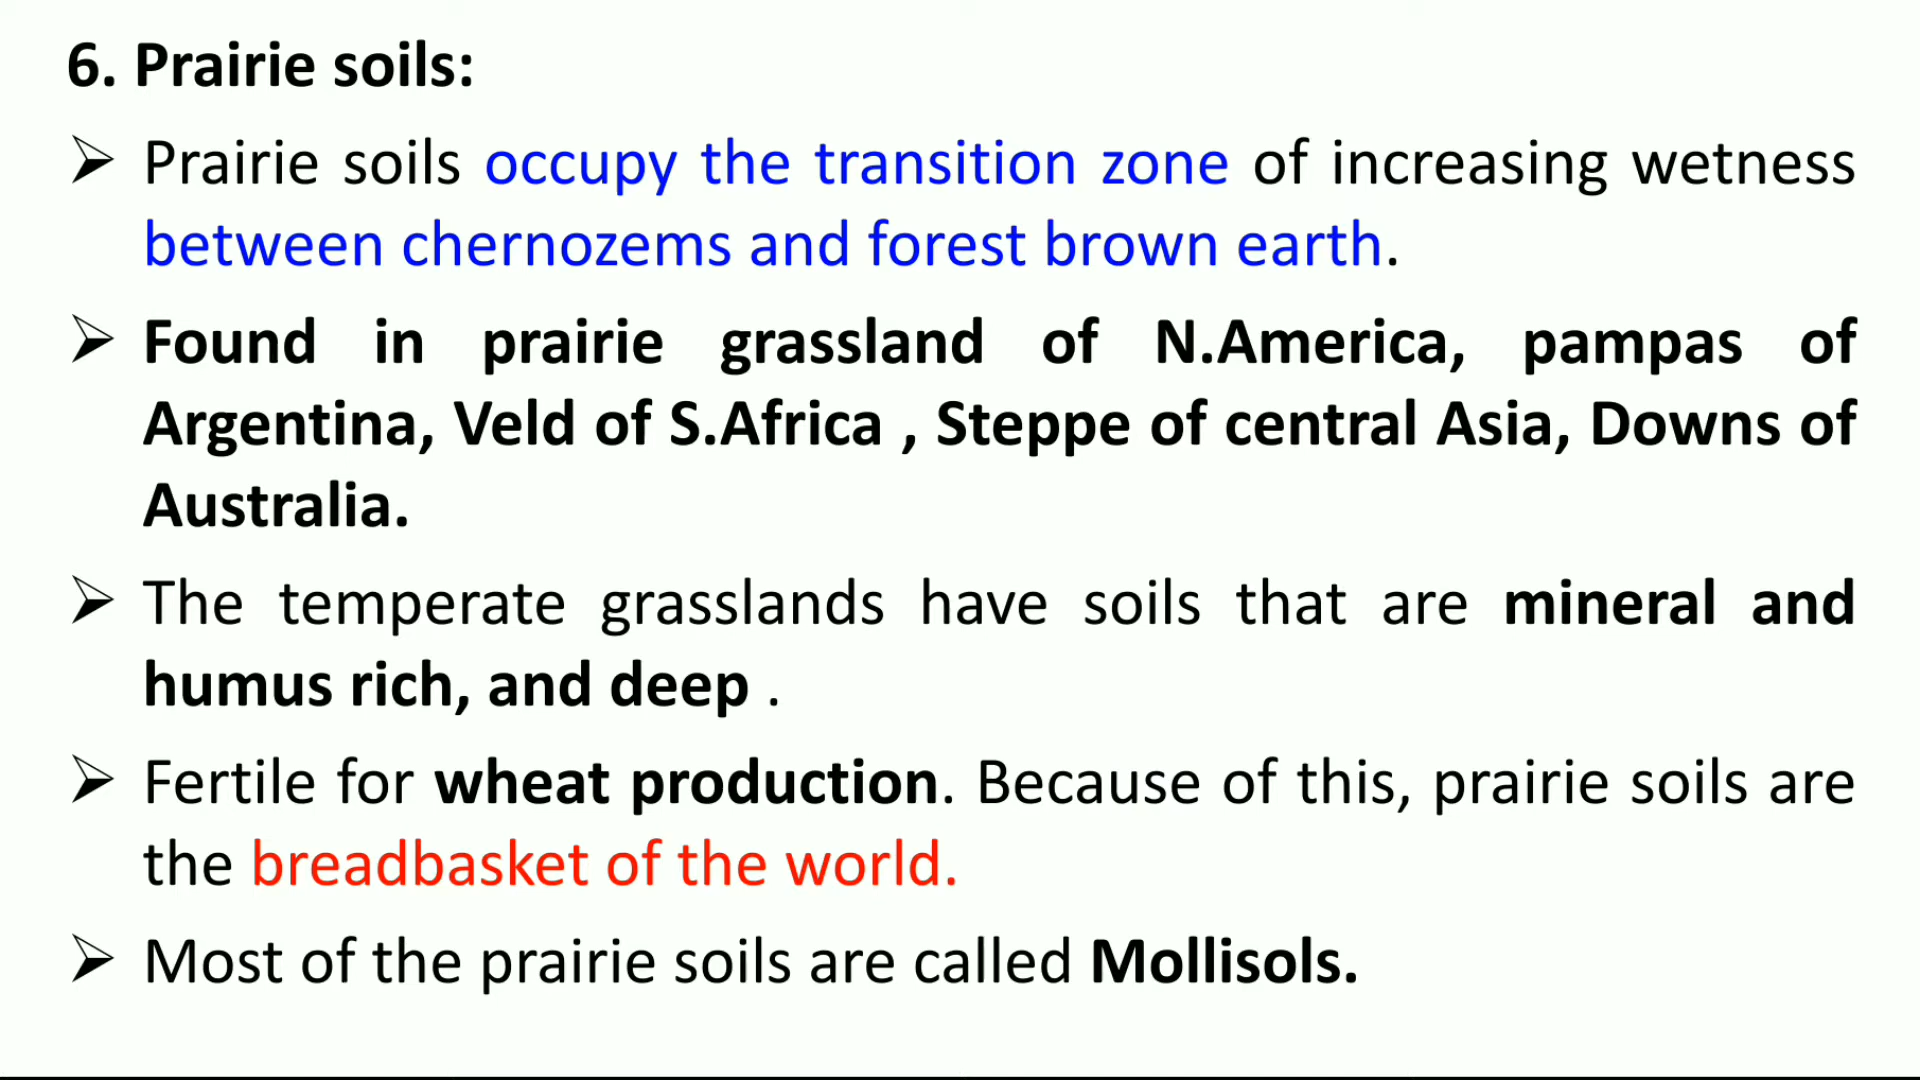 6. Prairie soils:
➢ Prairie soils occupy the transition zone of increasing wetness
between chernozems and forest brown earth.
➢ Found in prairie grassland of N.America, pampas of
Argentina, Veld of S.Africa , Steppe of central Asia, Downs of
Australia.
➢ The temperate grasslands have soils that are mineral and
humus rich, and deep .
➢ Fertile for wheat production. Because of this, prairie soils are
the breadbasket of the world.
➢ Most of the prairie soils are called Mollisols.